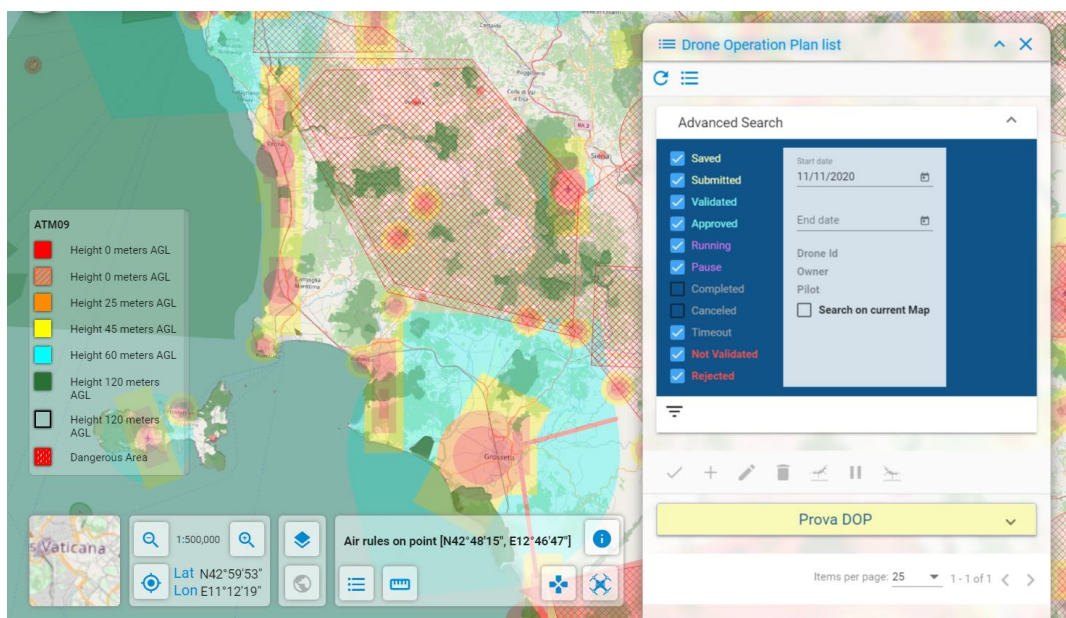 Drone Operation Plan list
Advanced Search
Saved
Submitted
Validated
Approved
Running
Pause
Completed
Canceled
Timeout
Not Validated
Rejected
Start date
11/11/2020
End date
Drone Id
Owner
Pilot
Search on current Map
Prova DOP
Items per page: 25
1 - 1 of 1
ATM09
Height 0 meters AGL
Height 0 meters AGL
Height 25 meters AGL
Height 45 meters AGL
Height 60 meters AGL
Height 120 meters
AGL
Height 120 meters
AGL
Dangerous Area
Siena
RA 3
Grosseto
Campiglia
Marittima
s Vaticana
1:500,000
Lat N42°59'53"
Lon E11°12'19"
Air rules on point [N42°48'15", E12°46'47"]